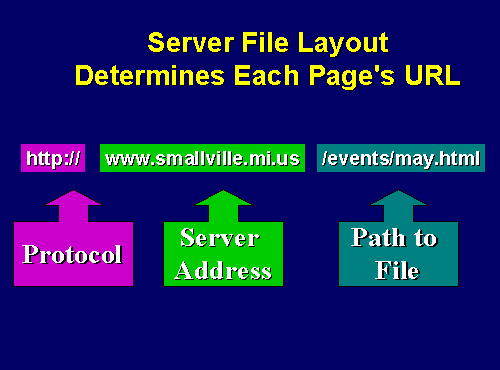 Server File Layout
Determines Each Page's URL
http:// www.smallville.mi.us /events/may.html
Protocol
Server
Address
Path to
File